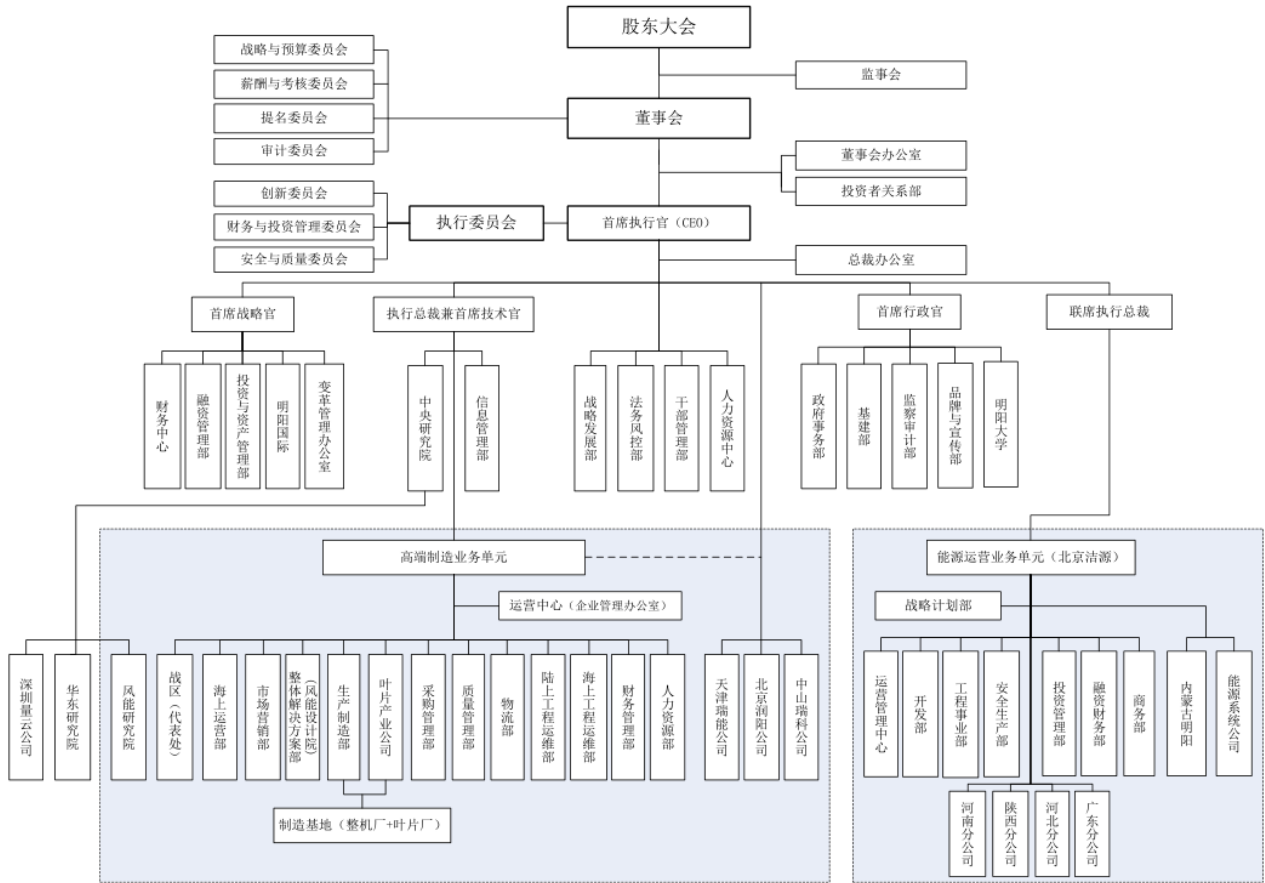 股东大会
战略与预算委员会
监事会
薪酬与考核委员会
提名委员会
董事会
审计委员会
董事会办公室
投资者关系部
创新委员会
财务与投资管理委员会
执行委员会
首席执行官（CEO）
安全与质量委员会
总裁办公室
首席战略官
执行总裁兼首席技术官
首席行政官
联席执行总裁
财务中心
融资管理部
投资与资产管理部
明阳国际
变革管理办公室
中央研究院
信息管理部
战略发展部
法务风控部
干部管理部
人力资源中心
政府事务部
基建部
监察审计部
品牌与宣传部
明阳大学
高端制造业务单元
能源运营业务单元（北京洁源）
运营中心（企业管理办公室）
战略计划部
深圳量云公司
华东研究院
风能研究院
战区（代表处）
海上运营部
市场营销部
整体解决方案部
（风能设计院）
生产制造部
叶片产业公司
采购管理部
质量管理部
物流部
陆上工程运维部
海上工程运维部
财务管理部
人力资源部
天津瑞能公司
北京润阳公司
中山瑞科公司
运营管理中心
开发部
工程事业部
安全生产部
投资管理部
融资财务部
商务部
内蒙古明阳
能源系统公司
制造基地（整机厂+叶片厂）
河南分公司
陕西分公司
河北分公司
广东分公司